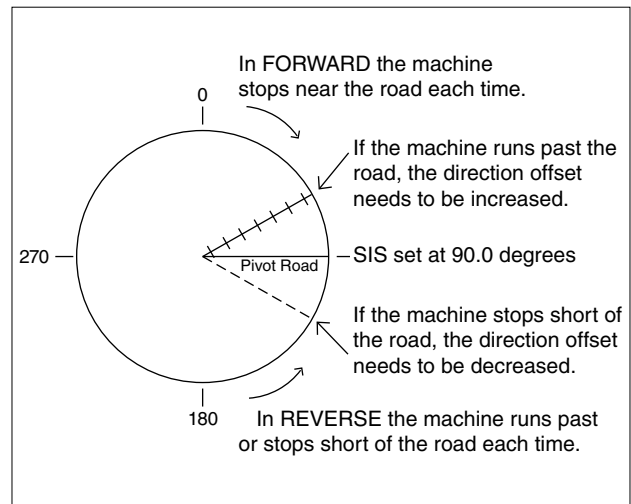 In FORWARD the machine
stops near the road each time.
0
If the machine runs past the
road, the direction offset
needs to be increased.
270
Pivot Road
SIS set at 90.0 degrees
If the machine stops short of
the road, the direction offset
needs to be decreased.
180
In REVERSE the machine runs past
or stops short of the road each time.